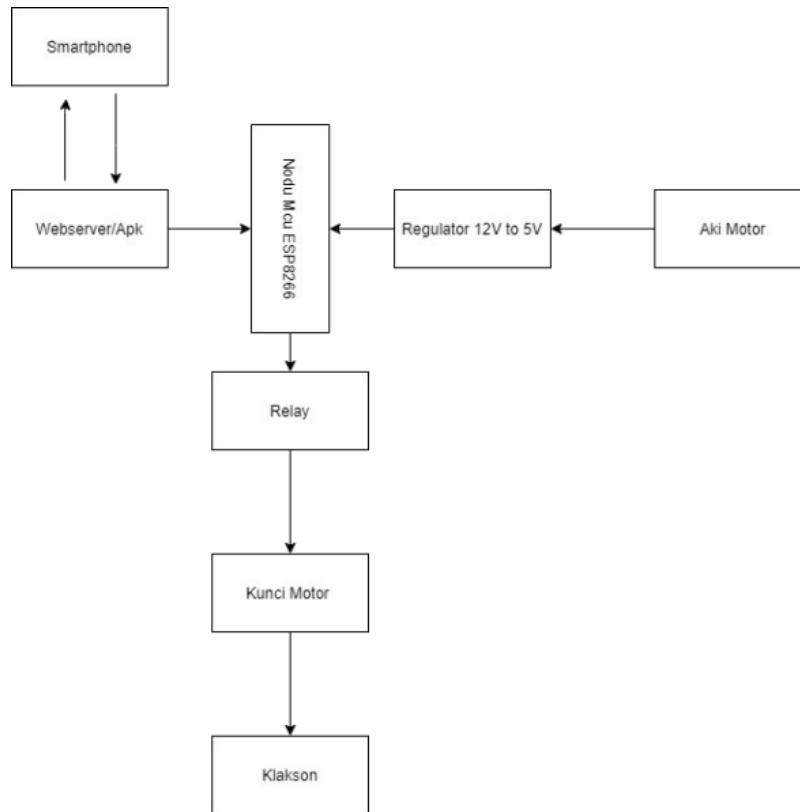 Smartphone
Webserver/Apk
Nodu Mcu ESP8266
Regulator 12V to 5V
Aki Motor
Relay
Kunci Motor
Klakson